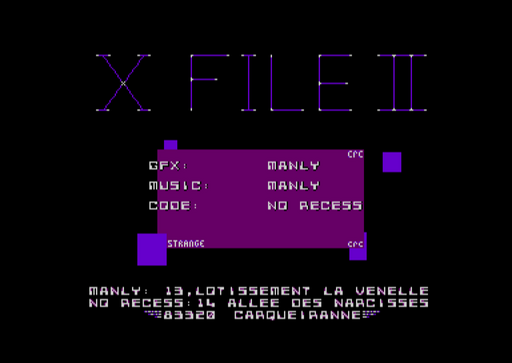 X FILE II
CPC
GFX: MANLY
MUSIC: MANLY
CODE: NO RECESS
STRANGE CPC
MANLY: 13,LOTISSEMENT LA VENELLE
NO RECESS:14 ALLEE DES NARCISSES
83320 CARQUEIRANNE